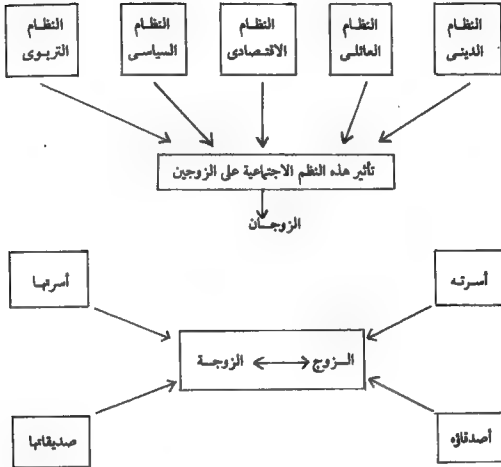 النظام
الدينى
النظام
العائلى
النظام
الاقتصادى
النظام
السياسى
النظام
التربوى
تأثير هذه النظم الاجتماعية على الزوجين
الزوجان
أسرته
أسرتها
الزوج
الزوجة
أصدقاؤه
صديقاتها